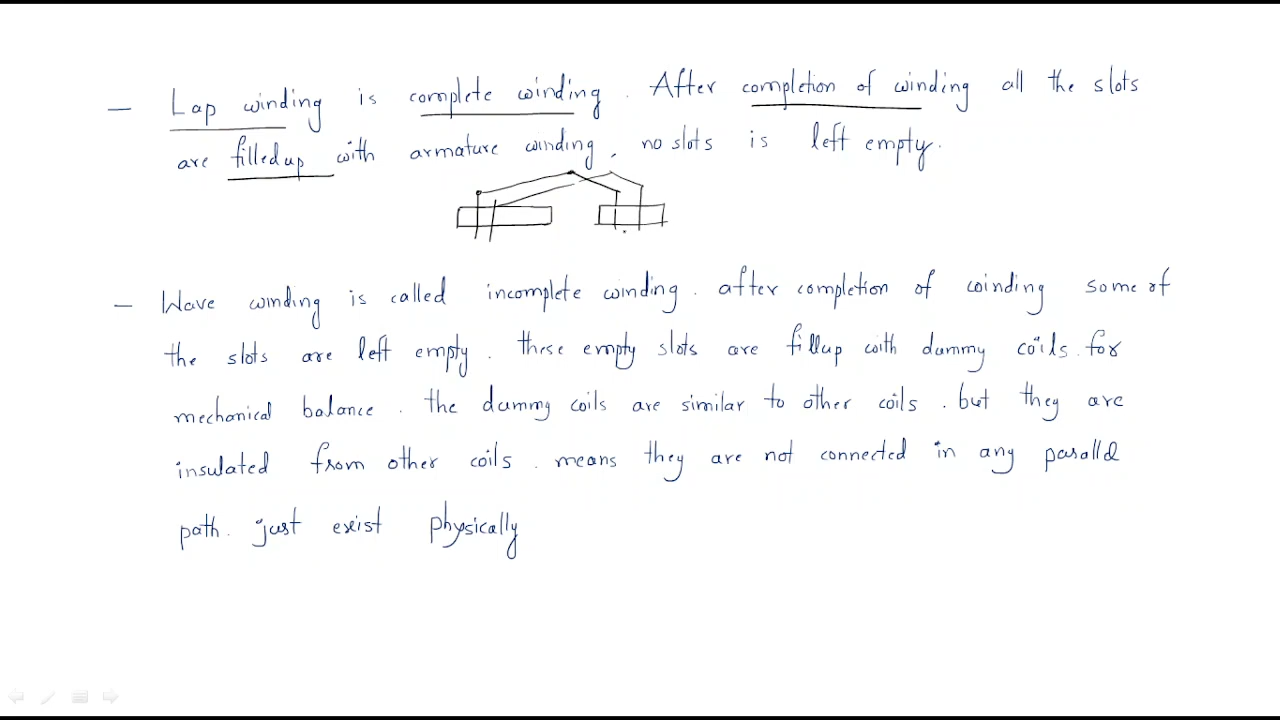 – Lap winding is complete winding. After completion of winding all the slots
are filled up with armature winding, no slots is left empty.
– Wave winding is called incomplete winding. after completion of winding some of
the slots are left empty. these empty slots are fillup with dummy coils for
mechanical balance. the dummy coils are similar to other coils. but they are
insulated from other coils. means they are not connected in any parallel
path. just exist physically